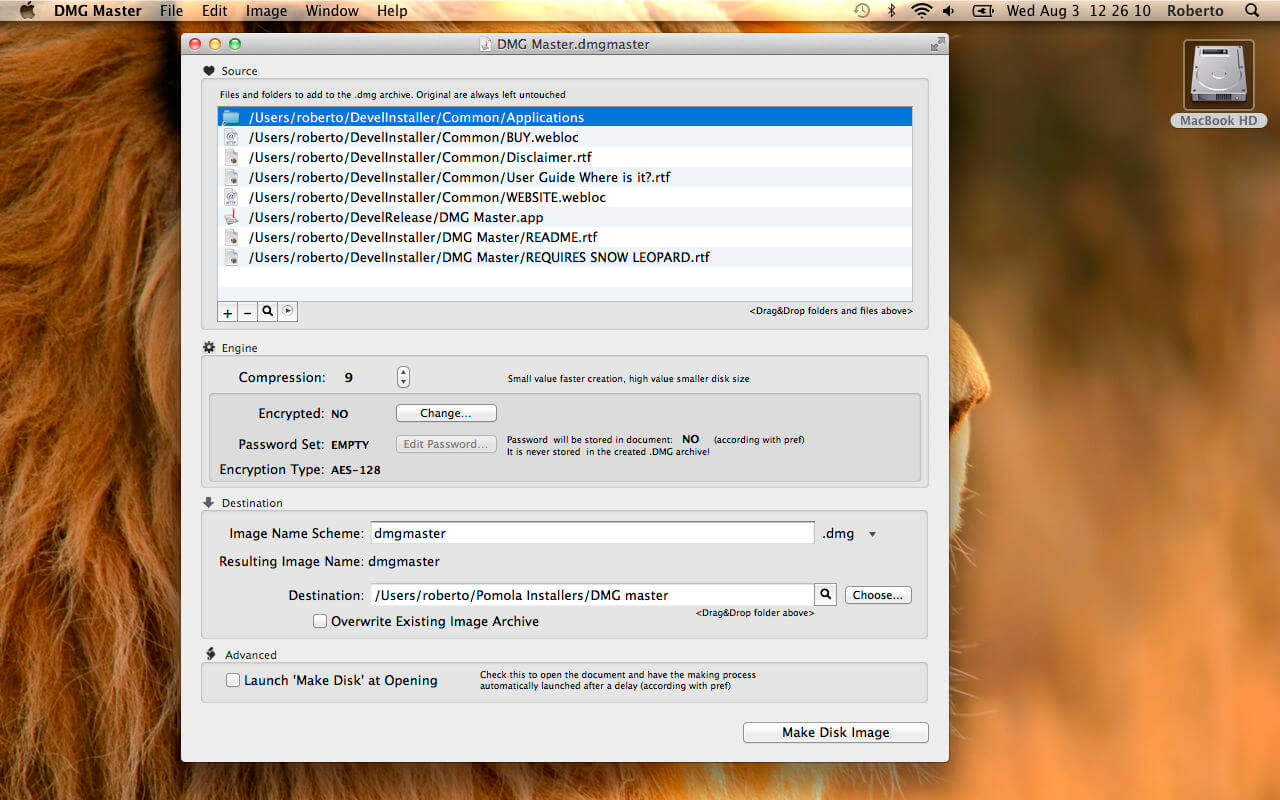 DMG Master File Edit Image Window Help Wed Aug 3 12 26 10 Roberto
DMG Master.dmgmaster
MacBook HD
Source
Files and folders to add to the .dmg archive. Original are always left untouched
/Users/roberto/DevelInstaller/Common/Applications
/Users/roberto/DevelInstaller/Common/BUY.webloc
/Users/roberto/DevelInstaller/Common/Disclaimer.rtf
/Users/roberto/DevelInstaller/Common/User Guide Where is it?.rtf
/Users/roberto/DevelInstaller/Common/WEBSITE.webloc
/Users/roberto/DevelRelease/DMG Master.app
/Users/roberto/DevelInstaller/DMG Master/README.rtf
/Users/roberto/DevelInstaller/DMG Master/REQUIRES SNOW LEOPARD.rtf
+ −
<Drag&Drop folders and files above>
Engine
Compression: 9 Small value faster creation, high value smaller disk size
Encrypted: NO Change...
Password Set: EMPTY Edit Password... Password will be stored in document: NO (according with pref)
It is never stored in the created .DMG archive!
Encryption Type: AES-128
Destination
Image Name Scheme: dmgmaster .dmg
Resulting Image Name: dmgmaster
Destination: /Users/roberto/Pomola Installers/DMG master Choose...
<Drag&Drop folder above>
Overwrite Existing Image Archive
Advanced
Launch 'Make Disk' at Opening Check this to open the document and have the making process
automatically launched after a delay (according with pref)
Make Disk Image